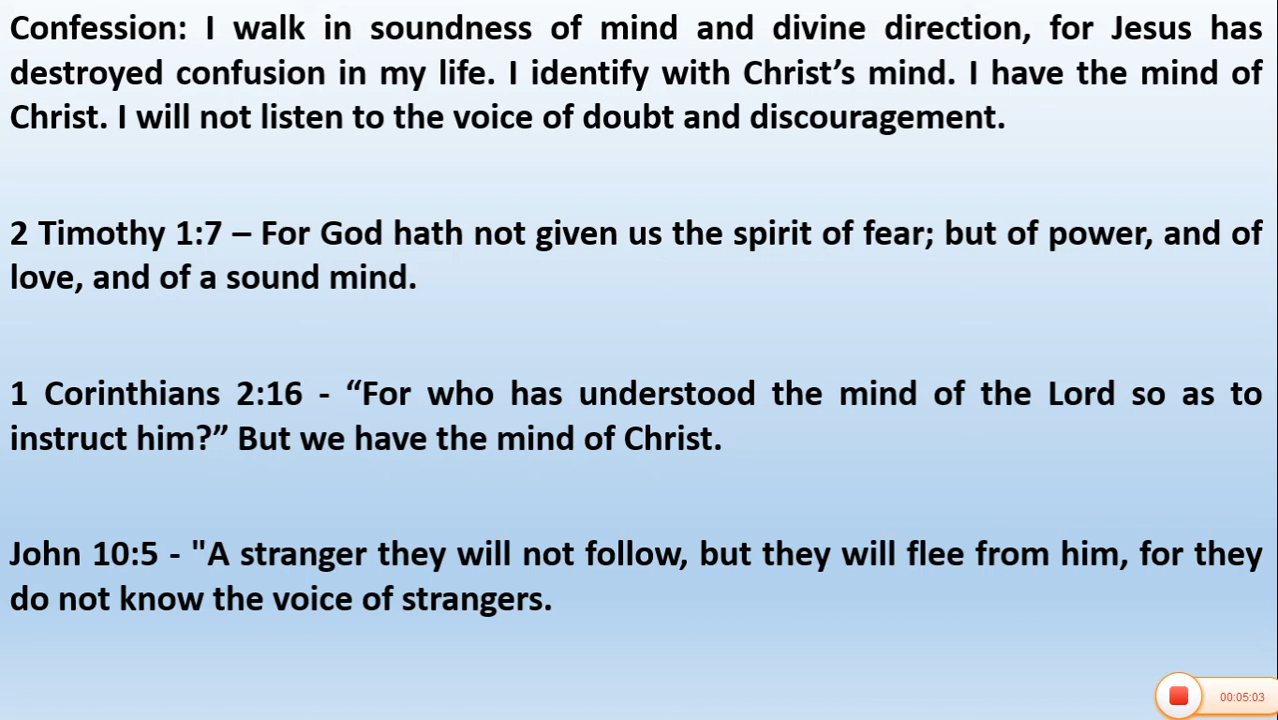 Confession: I walk in soundness of mind and divine direction, for Jesus has
destroyed confusion in my life. I identify with Christ’s mind. I have the mind of
Christ. I will not listen to the voice of doubt and discouragement.
2 Timothy 1:7 – For God hath not given us the spirit of fear; but of power, and of
love, and of a sound mind.
1 Corinthians 2:16 - “For who has understood the mind of the Lord so as to
instruct him?” But we have the mind of Christ.
John 10:5 - "A stranger they will not follow, but they will flee from him, for they
do not know the voice of strangers.
00:05:03